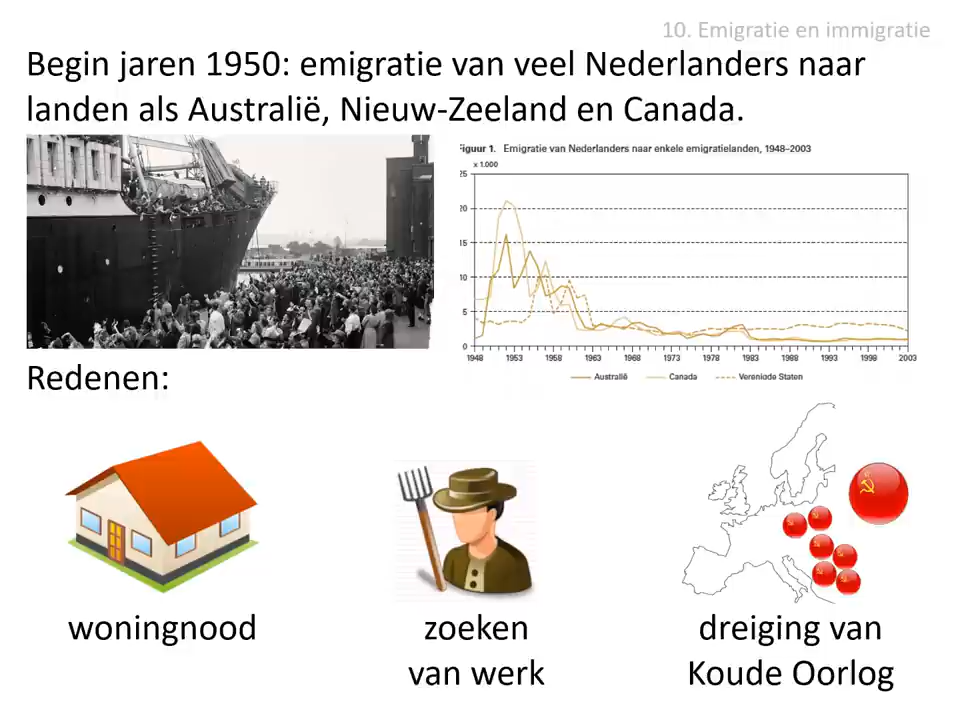 10. Emigratie en immigratie
Begin jaren 1950: emigratie van veel Nederlanders naar
landen als Australië, Nieuw-Zeeland en Canada.
Figuur 1. Emigratie van Nederlanders naar enkele emigratielanden, 1948–2003
x 1.000
25
20
15
10
5
0
1948 1953 1958 1963 1968 1973 1978 1983 1988 1993 1998 2003
Australië Canada Verenigde Staten
Redenen:
woningnood
zoeken
van werk
dreiging van
Koude Oorlog